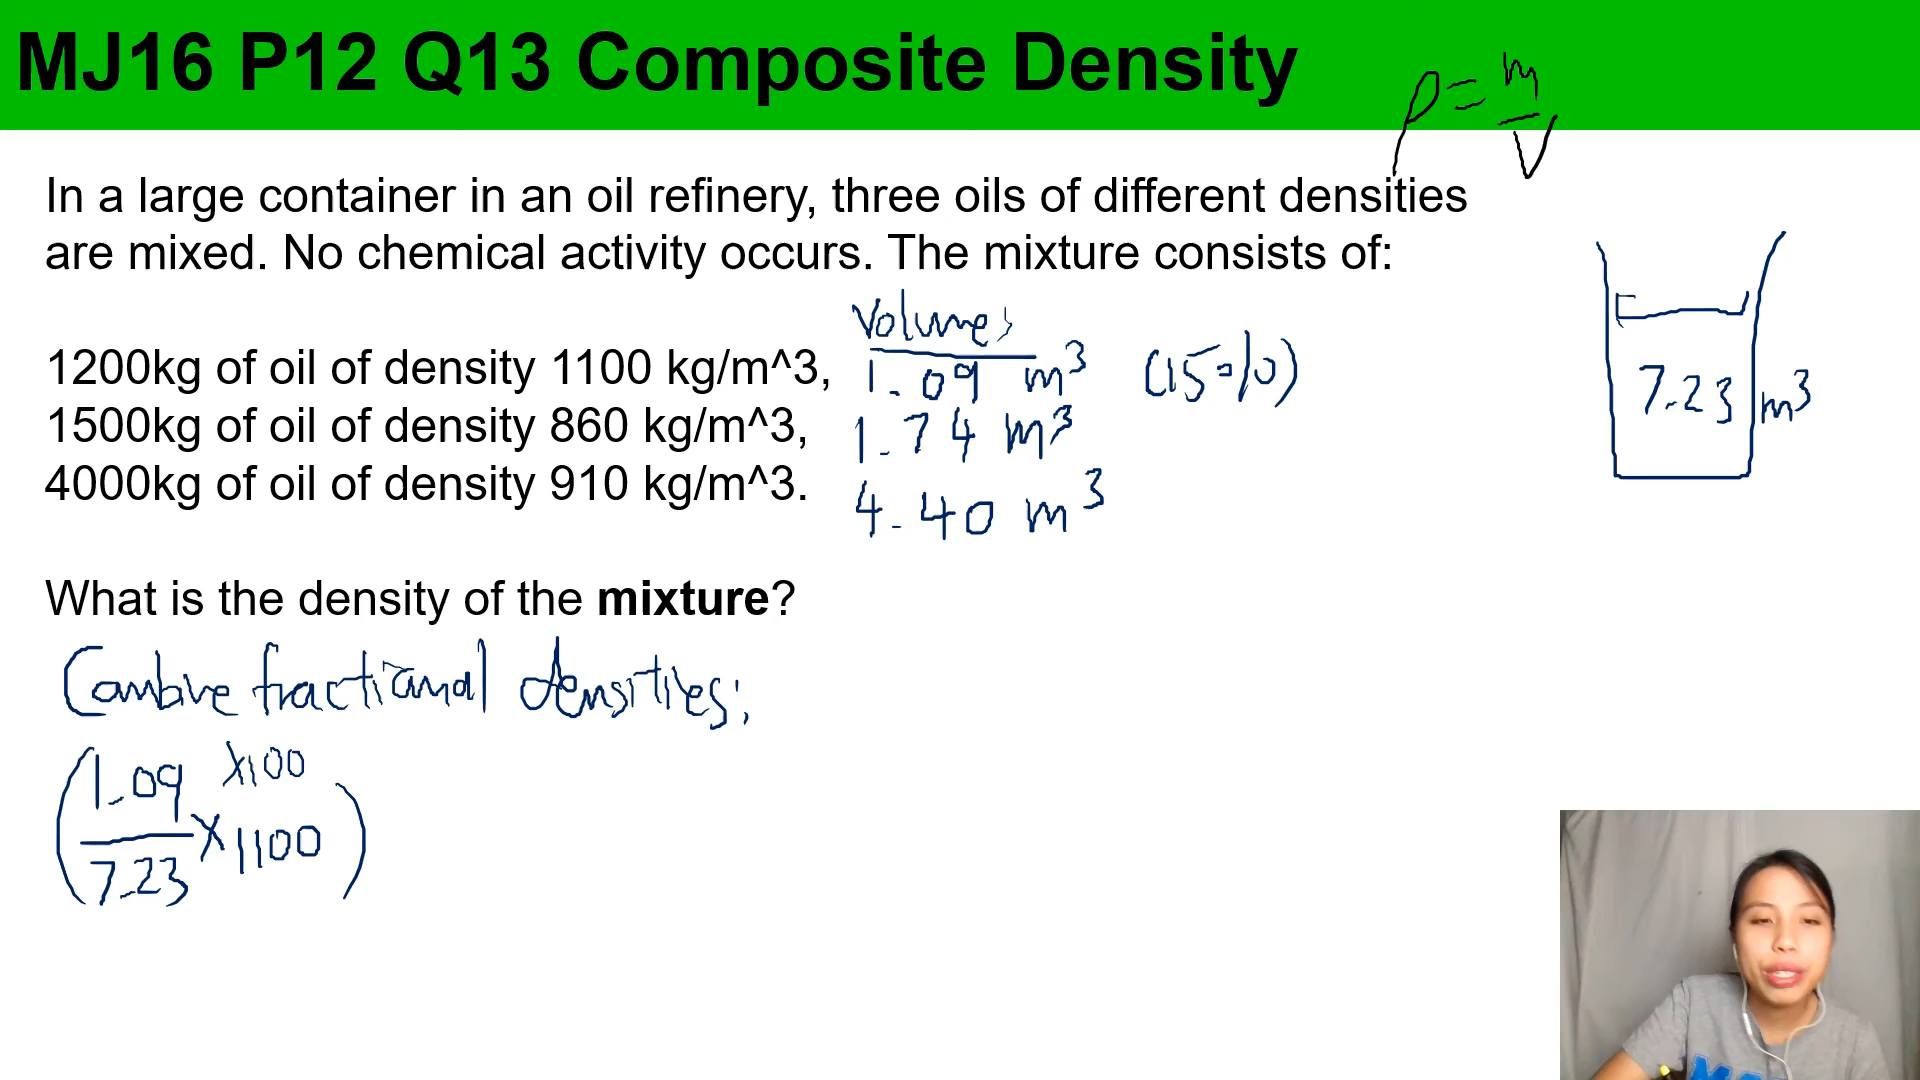 MJ16 P12 Q13 Composite Density
ρ = m/V
In a large container in an oil refinery, three oils of different densities
are mixed. No chemical activity occurs. The mixture consists of:
Volumes
1200kg of oil of density 1100 kg/m^3, 1.09 m³ (15%)
1500kg of oil of density 860 kg/m^3, 1.74 m³
4000kg of oil of density 910 kg/m^3. 4.40 m³
7.23 m³
What is the density of the mixture?
Combine fractional densities:
(1.09/7.23 × 1100)
×100